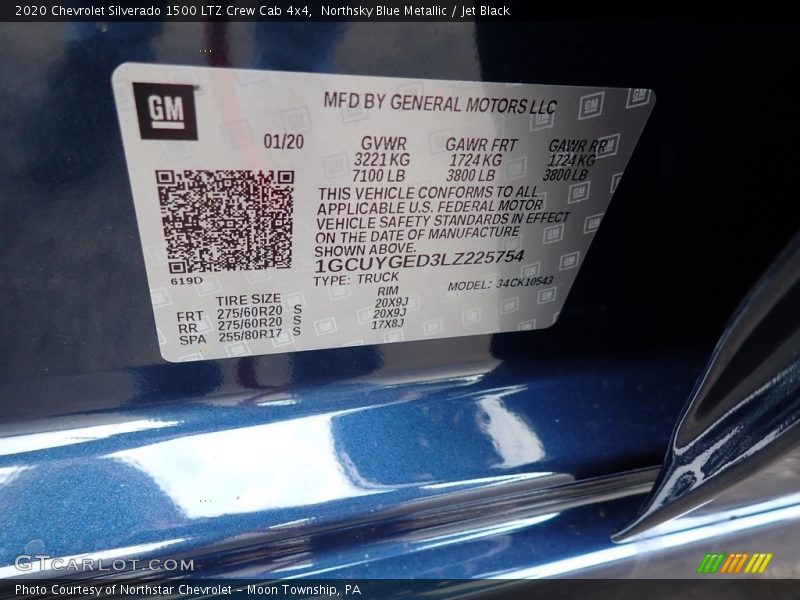 2020 Chevrolet Silverado 1500 LTZ Crew Cab 4x4, Northsky Blue Metallic / Jet Black
GM
MFD BY GENERAL MOTORS LLC
01/20 GVWR GAWR FRT GAWR RR
3221 KG 1724 KG 1724 KG
7100 LB 3800 LB 3800 LB
THIS VEHICLE CONFORMS TO ALL
APPLICABLE U.S. FEDERAL MOTOR
VEHICLE SAFETY STANDARDS IN EFFECT
ON THE DATE OF MANUFACTURE
SHOWN ABOVE.
1GCUYGED3LZ225754
619D
TYPE: TRUCK MODEL: 34CK10543
TIRE SIZE RIM
FRT 275/60R20 S 20X9J
RR 275/60R20 S 20X9J
SPA 255/80R17 S 17X8J
GTCARLOT.COM
Photo Courtesy of Northstar Chevrolet - Moon Township, PA